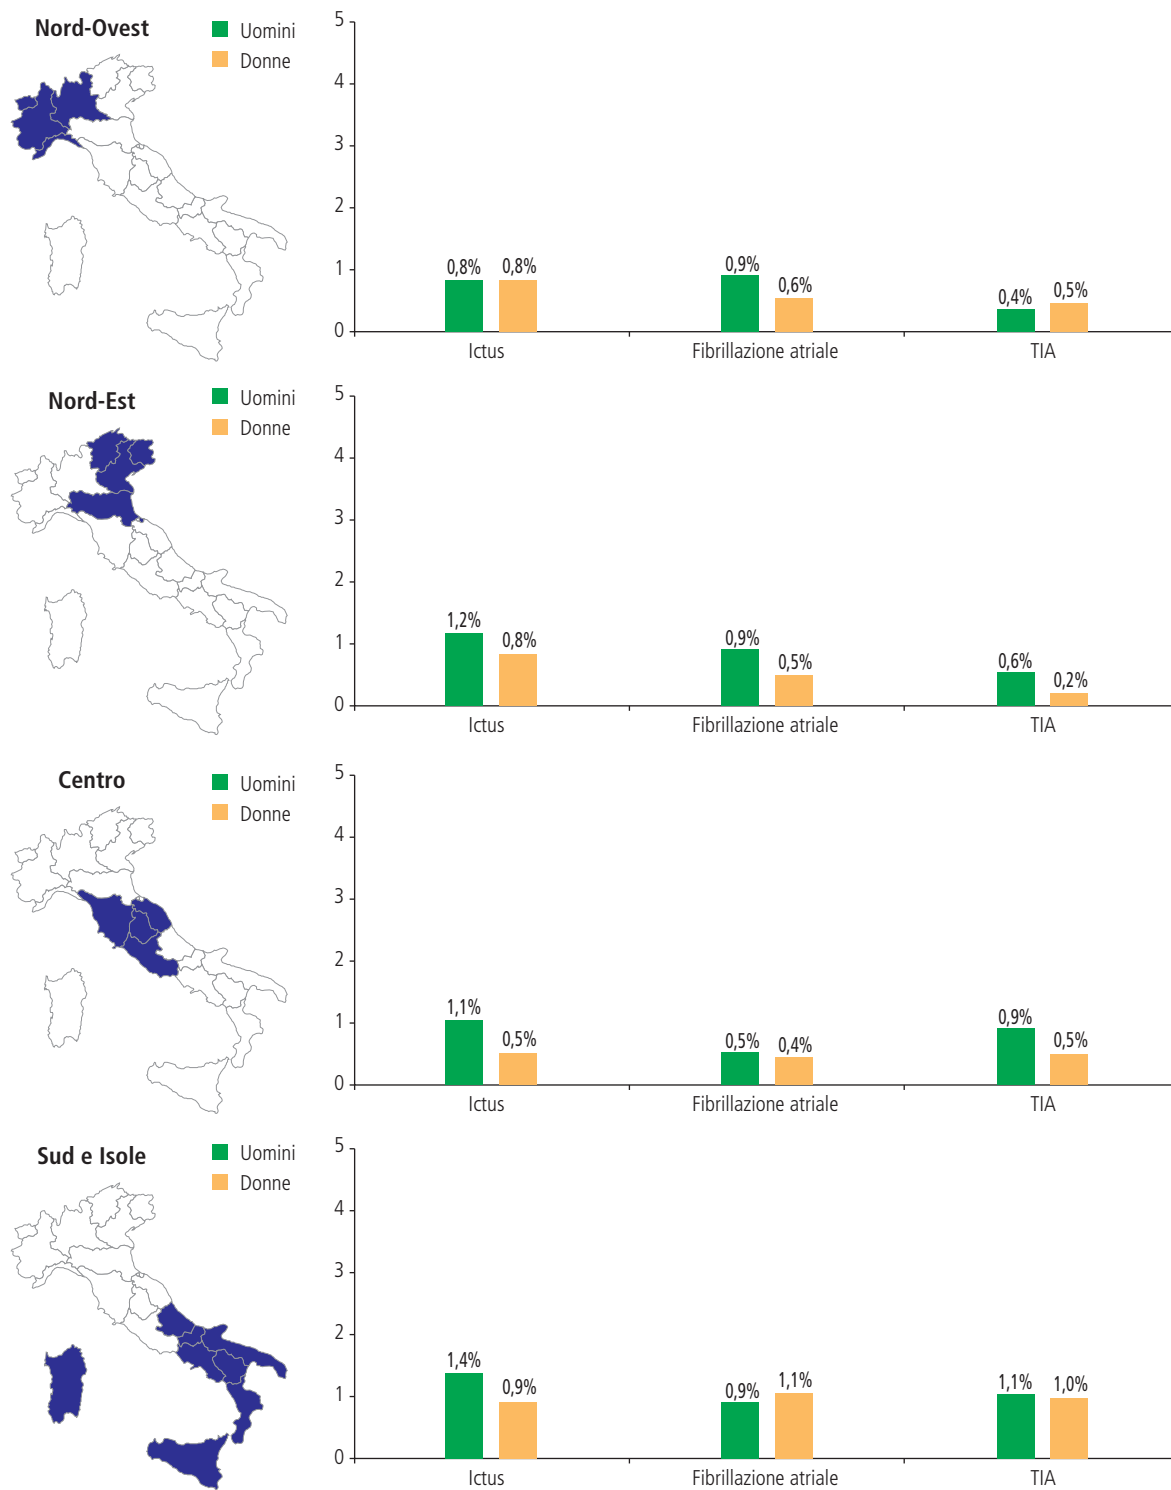 Nord-Ovest
Uomini
Donne
5
4
3
2
1
0
0,8%
0,8%
0,9%
0,6%
0,4%
0,5%
Ictus
Fibrillazione atriale
TIA
Nord-Est
Uomini
Donne
5
4
3
2
1
0
1,2%
0,8%
0,9%
0,5%
0,6%
0,2%
Ictus
Fibrillazione atriale
TIA
Centro
Uomini
Donne
5
4
3
2
1
0
1,1%
0,5%
0,5%
0,4%
0,9%
0,5%
Ictus
Fibrillazione atriale
TIA
Sud e Isole
Uomini
Donne
5
4
3
2
1
0
1,4%
0,9%
0,9%
1,1%
1,1%
1,0%
Ictus
Fibrillazione atriale
TIA